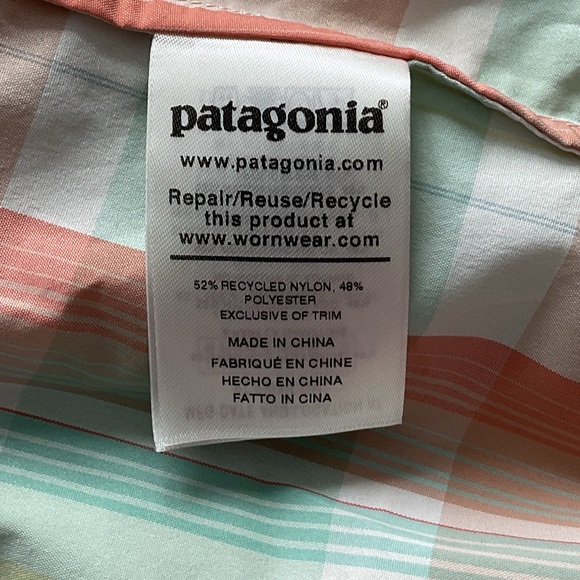 patagonia®
www.patagonia.com
Repair/Reuse/Recycle
this product at
www.wornwear.com
52% RECYCLED NYLON, 48%
POLYESTER
EXCLUSIVE OF TRIM
MADE IN CHINA
FABRIQUÉ EN CHINE
HECHO EN CHINA
FATTO IN CINA